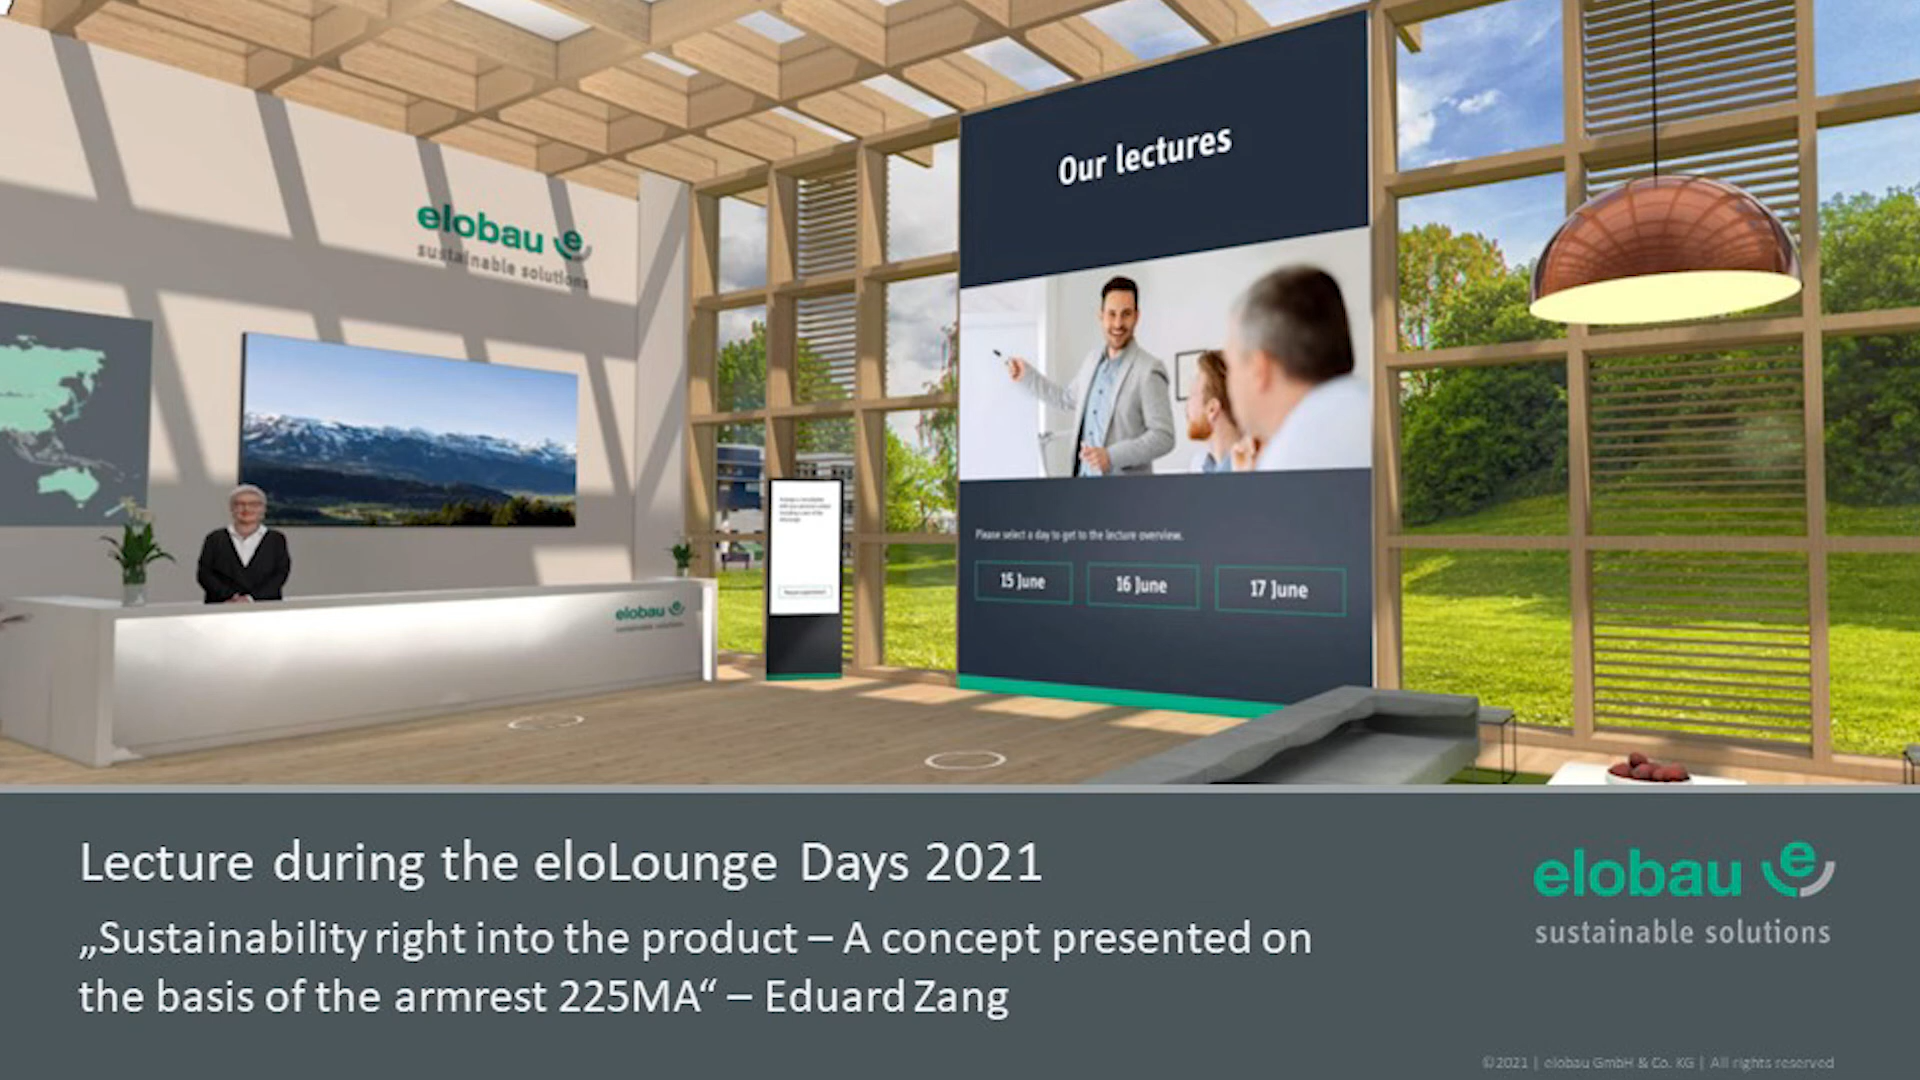 elobau
sustainable solutions
Our lectures
Please select a day to get to the lecture overview.
15 June
16 June
17 June
elobau
Lecture during the eloLounge Days 2021
„Sustainability right into the product – A concept presented on
the basis of the armrest 225MA“ – Eduard Zang
elobau
sustainable solutions
©2021 | elobau GmbH & Co. KG | All rights reserved